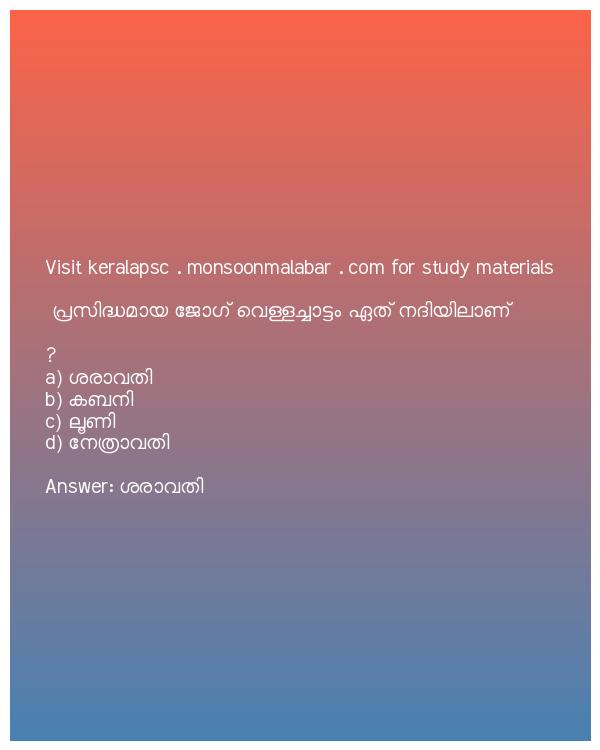 Visit keralapsc . monsoonmalabar . com for study materials
പ്രസിദ്ധമായ ജോഗ് വെള്ളച്ചാട്ടം ഏത് നദിയിലാണ്
?
a) ശരാവതി
b) കബനി
c) ലൂണി
d) നേത്രാവതി
Answer: ശരാവതി